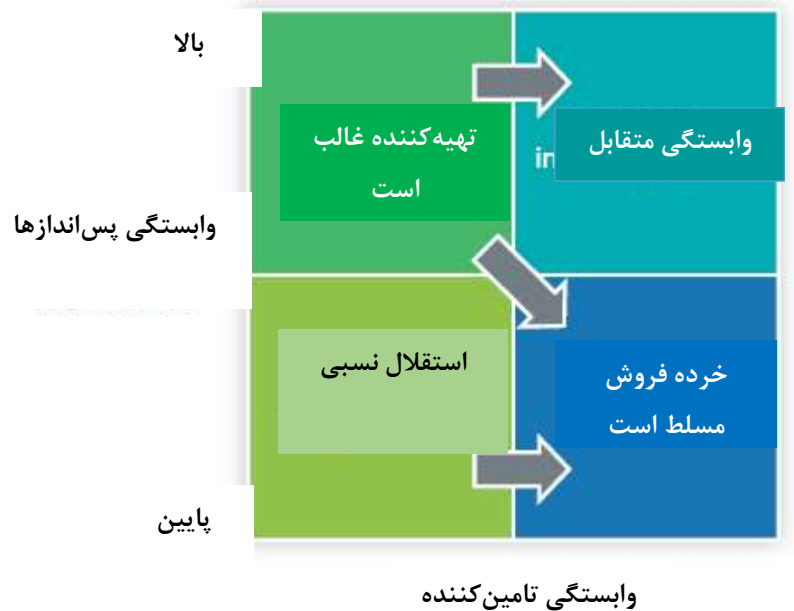 بالا
تهیه‌کننده غالب
است
وابستگی متقابل
in
وابستگی پس‌اندازها
استقلال نسبی
خرده فروش
مسلط است
پایین
وابستگی تامین‌کننده